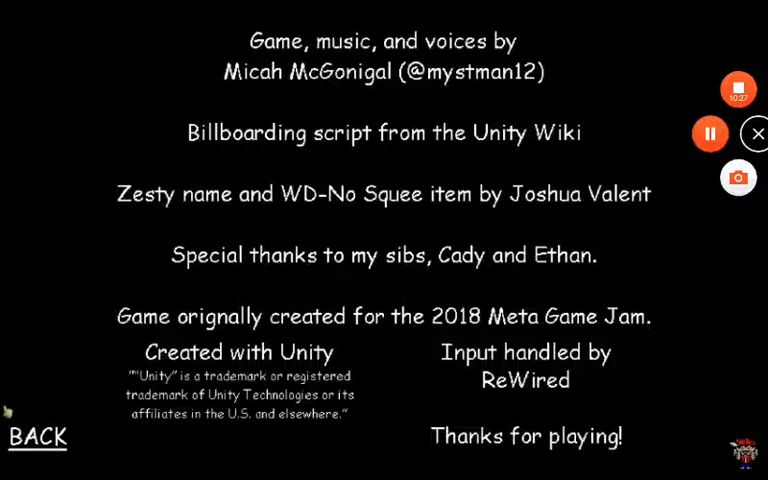 Game, music, and voices by
Micah McGonigal (@mystman12)
10:27
Billboarding script from the Unity Wiki
Zesty name and WD-No Squee item by Joshua Valent
Special thanks to my sibs, Cady and Ethan.
Game orignally created for the 2018 Meta Game Jam.
Created with Unity
""Unity" is a trademark or registered
trademark of Unity Technologies or its
affiliates in the U.S. and elsewhere."
Input handled by
ReWired
BACK
Thanks for playing!